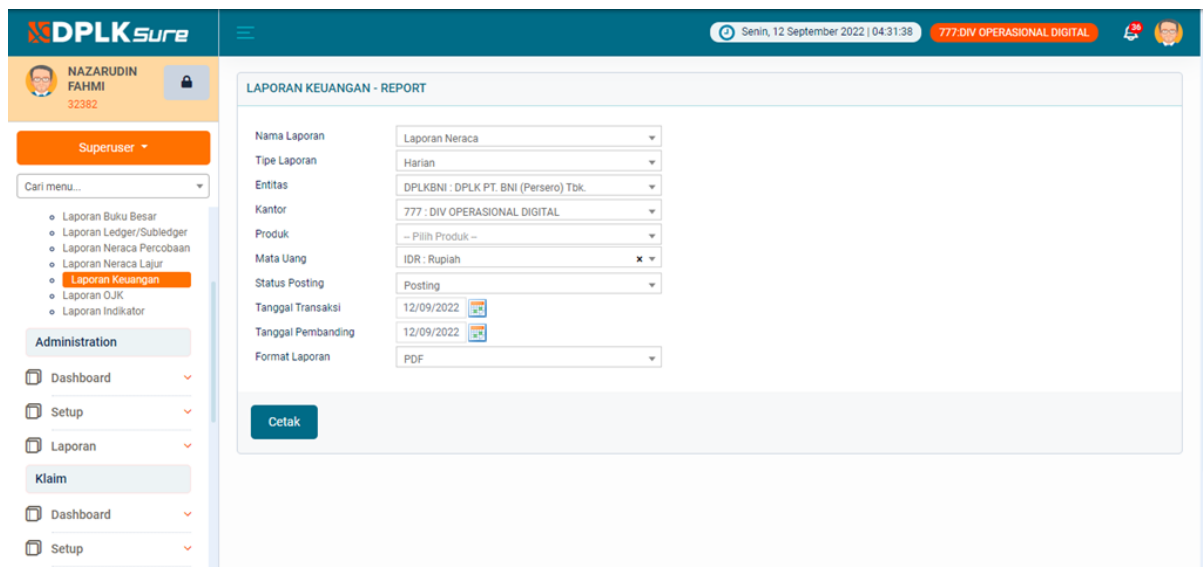 DPLK Sure
Senin, 12 September 2022 | 04:31:38
777:DIV OPERASIONAL DIGITAL
36
NAZARUDIN
FAHMI
32382
Superuser
Cari menu...
Laporan Buku Besar
Laporan Ledger/Subledger
Laporan Neraca Percobaan
Laporan Neraca Lajur
Laporan Keuangan
Laporan OJK
Laporan Indikator
Administration
Dashboard
Setup
Laporan
Klaim
Dashboard
Setup
LAPORAN KEUANGAN - REPORT
Nama Laporan Laporan Neraca
Tipe Laporan Harian
Entitas DPLKBNI : DPLK PT. BNI (Persero) Tbk.
Kantor 777 : DIV OPERASIONAL DIGITAL
Produk -- Pilih Produk --
Mata Uang IDR : Rupiah x
Status Posting Posting
Tanggal Transaksi 12/09/2022
Tanggal Pembanding 12/09/2022
Format Laporan PDF
Cetak